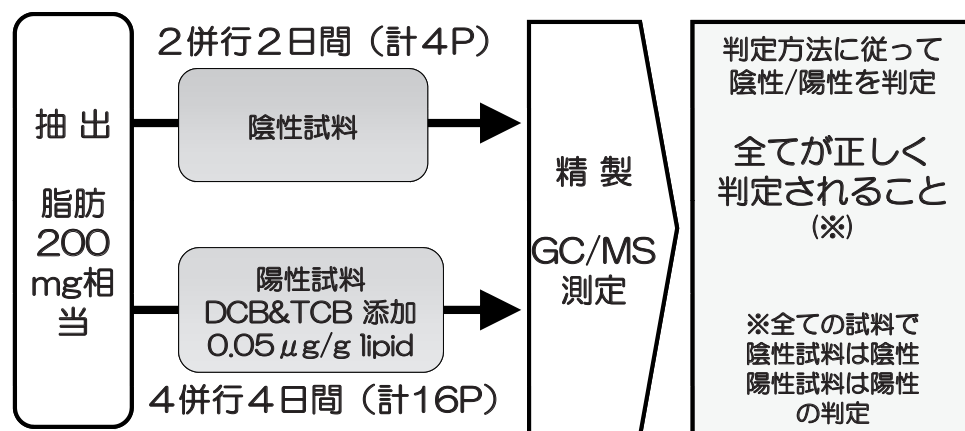 抽 出
脂肪
200
mg相
当
2併行2日間（計4P）
陰性試料
陽性試料
DCB&TCB 添加
0.05μg/g lipid
4併行4日間（計16P）
精 製
GC/MS
測定
判定方法に従って
陰性/陽性を判定
全てが正しく
判定されること
(※)
※全ての試料で
陰性試料は陰性
陽性試料は陽性
の判定